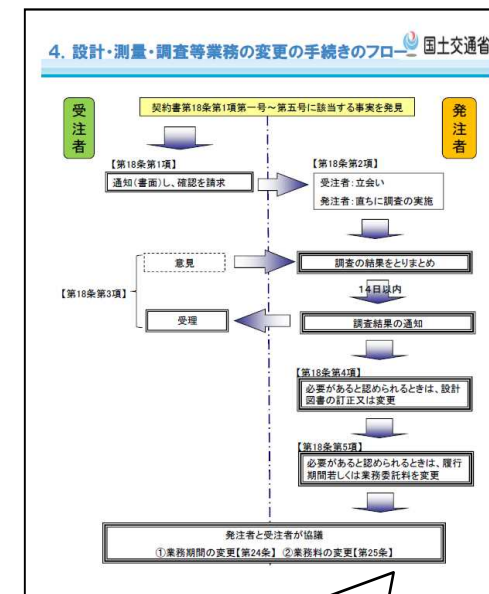 4. 設計・測量・調査等業務の変更の手続きのフロー
国土交通省
受注者
契約書第18条第1項第一号～第五号に該当する事実を発見
発注者
【第18条第1項】
通知(書面)し、確認を請求
【第18条第2項】
受注者:立会い
発注者:直ちに調査の実施
意見
調査の結果をとりまとめ
【第18条第3項】
14日以内
受理
調査結果の通知
【第18条第4項】
必要があると認められるときは、設計
図書の訂正又は変更
【第18条第5項】
必要があると認められるときは、履行
期間若しくは業務委託料を変更
発注者と受注者が協議
①業務期間の変更【第24条】 ②業務料の変更【第25条】